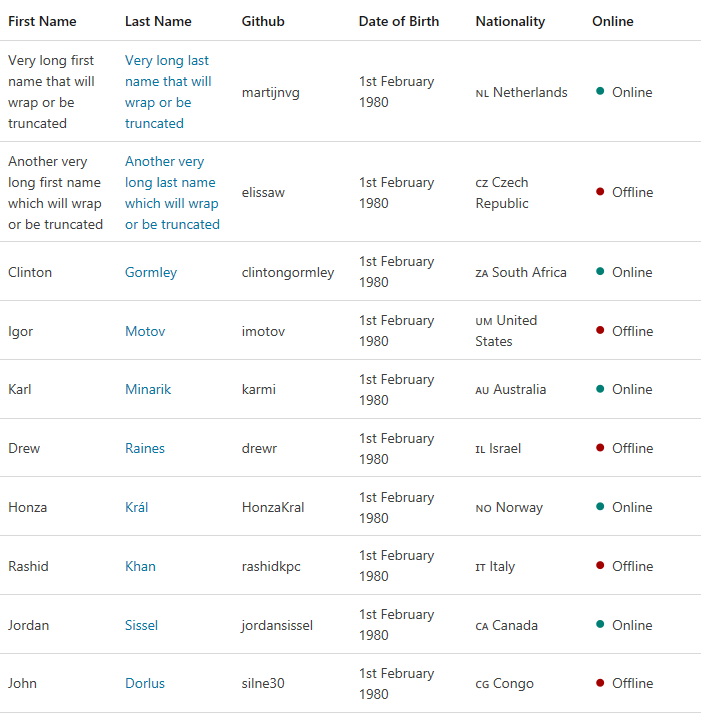 First Name Last Name Github Date of Birth Nationality Online
Very long first name that will wrap or be truncated Very long last name that will wrap or be truncated martijnvg 1st February 1980 NL Netherlands Online
Another very long first name which will wrap or be truncated Another very long last name which will wrap or be truncated elissaw 1st February 1980 CZ Czech Republic Offline
Clinton Gormley clintongormley 1st February 1980 ZA South Africa Online
Igor Motov imotov 1st February 1980 UM United States Offline
Karl Minarik karmi 1st February 1980 AU Australia Online
Drew Raines drewr 1st February 1980 IL Israel Offline
Honza Král HonzaKral 1st February 1980 NO Norway Online
Rashid Khan rashidkpc 1st February 1980 IT Italy Offline
Jordan Sissel jordansissel 1st February 1980 CA Canada Online
John Dorlus silne30 1st February 1980 CG Congo Offline